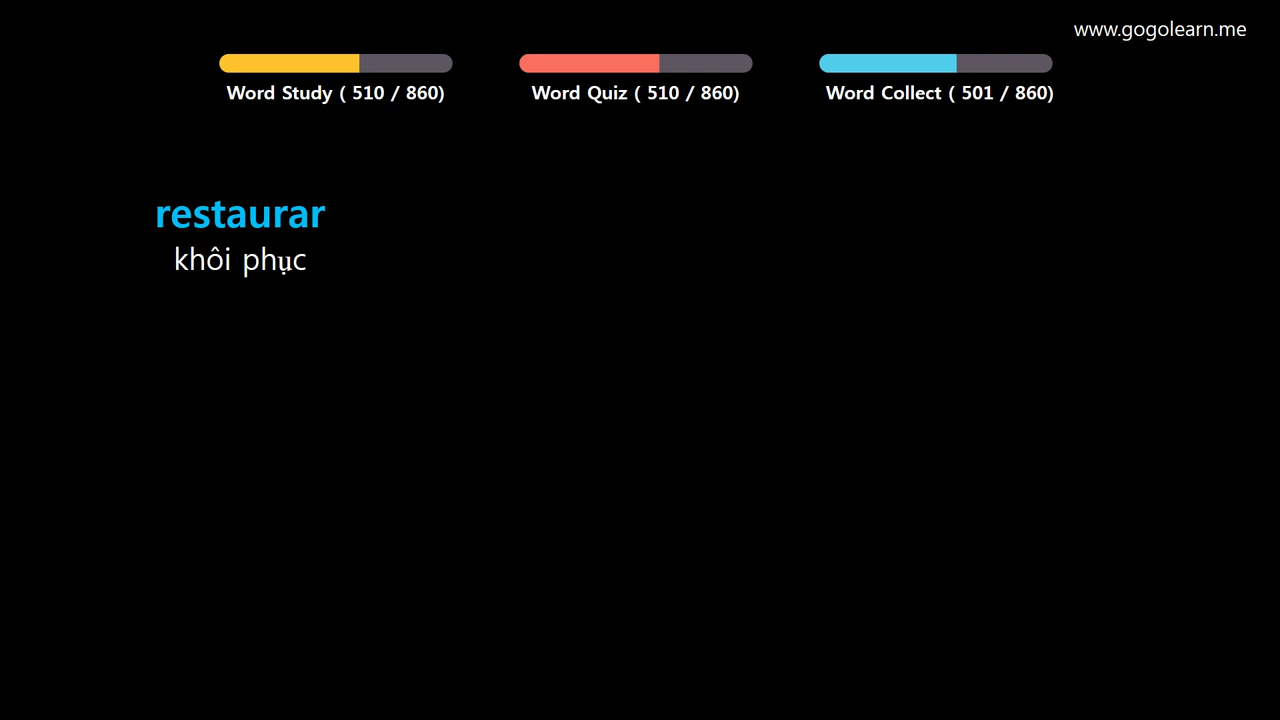 www.gogolearn.me
Word Study ( 510 / 860)
Word Quiz ( 510 / 860)
Word Collect ( 501 / 860)
restaurar
khôi phục